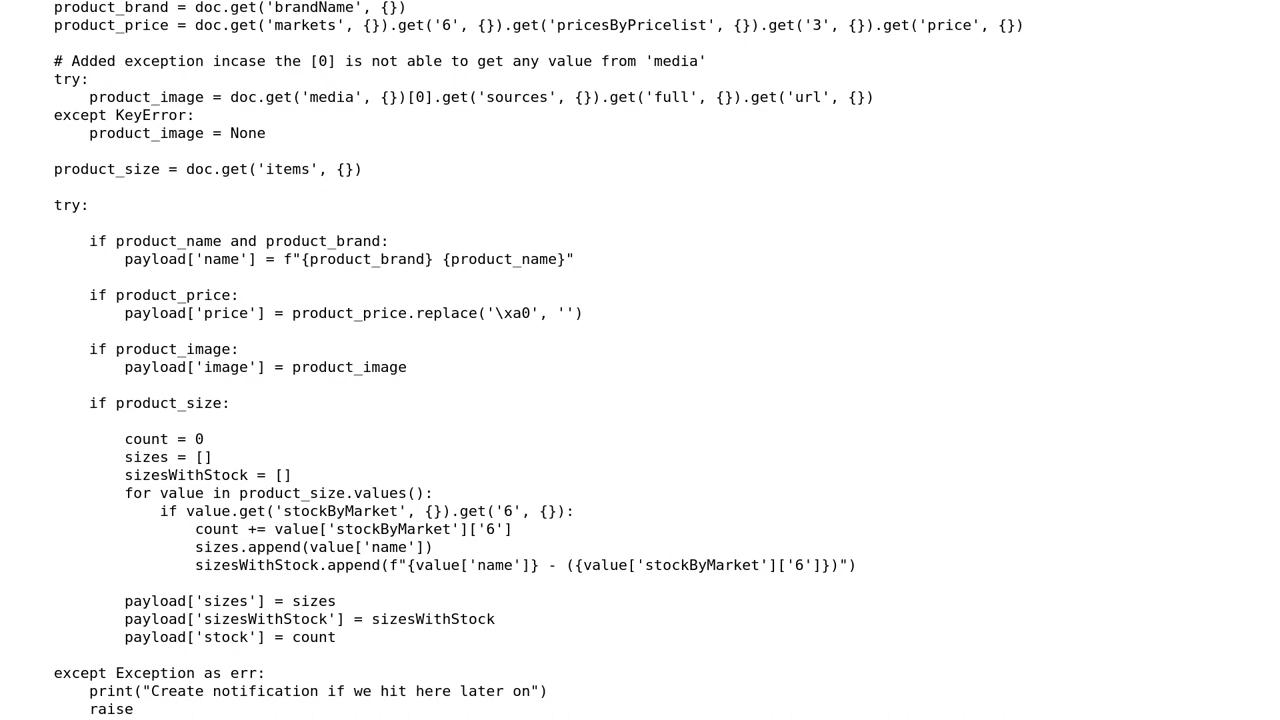 product_brand = doc.get('brandName', {})
product_price = doc.get('markets', {}).get('6', {}).get('pricesByPricelist', {}).get('3', {}).get('price', {})
# Added exception incase the [0] is not able to get any value from 'media'
try:
product_image = doc.get('media', {})[0].get('sources', {}).get('full', {}).get('url', {})
except KeyError:
product_image = None
product_size = doc.get('items', {})
try:
if product_name and product_brand:
payload['name'] = f"{product_brand} {product_name}"
if product_price:
payload['price'] = product_price.replace('\xa0', '')
if product_image:
payload['image'] = product_image
if product_size:
count = 0
sizes = []
sizesWithStock = []
for value in product_size.values():
if value.get('stockByMarket', {}).get('6', {}):
count += value['stockByMarket']['6']
sizes.append(value['name'])
sizesWithStock.append(f"{value['name']} - ({value['stockByMarket']['6']})")
payload['sizes'] = sizes
payload['sizesWithStock'] = sizesWithStock
payload['stock'] = count
except Exception as err:
print("Create notification if we hit here later on")
raise